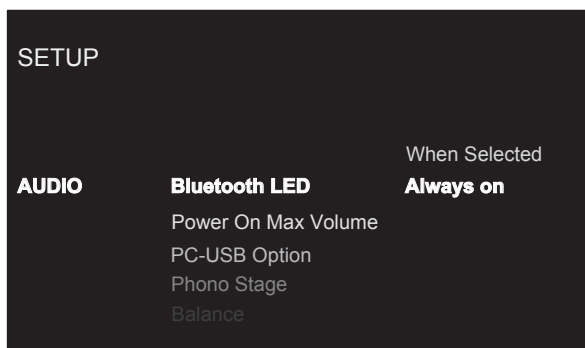 SETUP
When Selected
AUDIO Bluetooth LED Always on
Power On Max Volume
PC-USB Option
Phono Stage
Balance